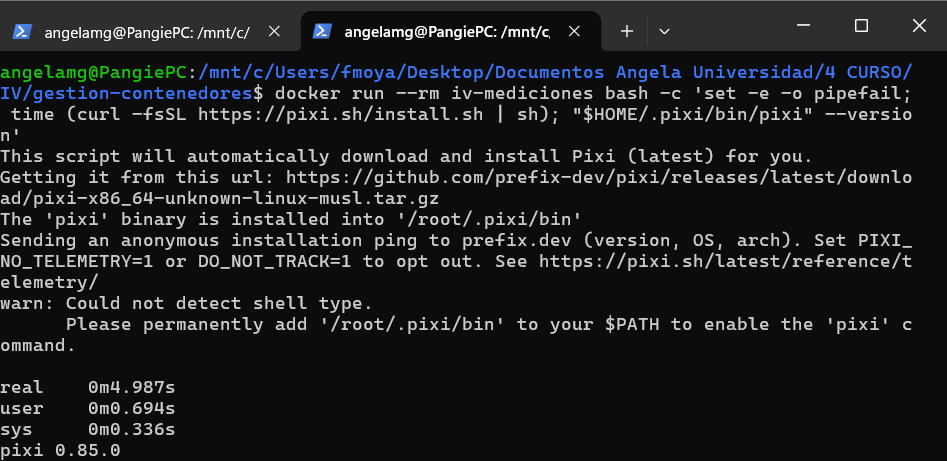 angelamg@PangiePC: /mnt/c/
angelamg@PangiePC: /mnt/c,
angelamg@PangiePC:/mnt/c/Users/fmoya/Desktop/Documentos Angela Universidad/4 CURSO/
IV/gestion-contenedores$ docker run --rm iv-mediciones bash -c 'set -e -o pipefail;
 time (curl -fsSL https://pixi.sh/install.sh | sh); "$HOME/.pixi/bin/pixi" --versio
n'
This script will automatically download and install Pixi (latest) for you.
Getting it from this url: https://github.com/prefix-dev/pixi/releases/latest/downlo
ad/pixi-x86_64-unknown-linux-musl.tar.gz
The 'pixi' binary is installed into '/root/.pixi/bin'
Sending an anonymous installation ping to prefix.dev (version, OS, arch). Set PIXI_
NO_TELEMETRY=1 or DO_NOT_TRACK=1 to opt out. See https://pixi.sh/latest/reference/t
elemetry/
warn: Could not detect shell type.
      Please permanently add '/root/.pixi/bin' to your $PATH to enable the 'pixi' c
ommand.

real    0m4.987s
user    0m0.694s
sys     0m0.336s
pixi 0.85.0